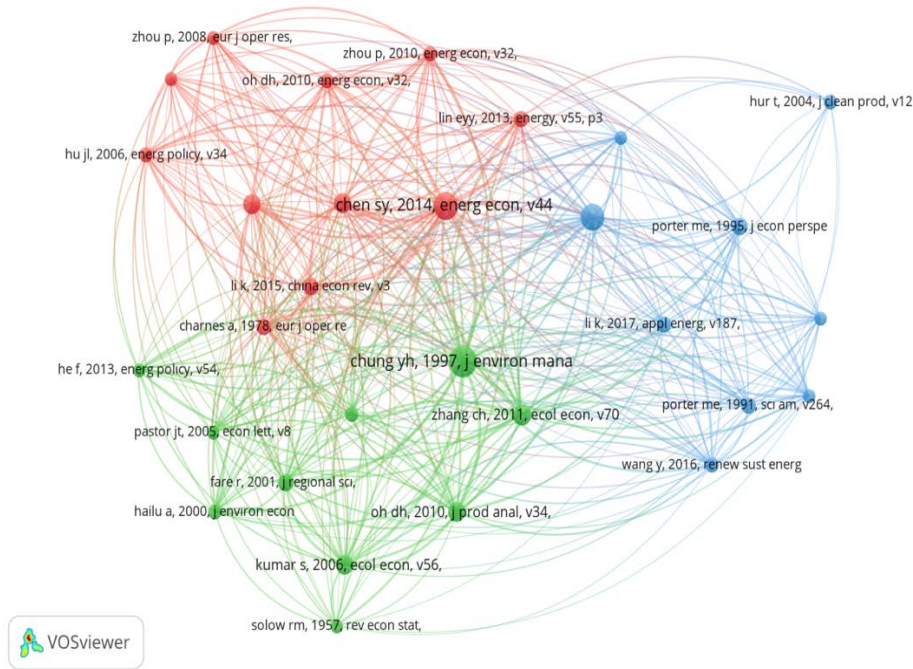 zhou p, 2008, eur j oper res,
zhou p, 2010, energ econ, v32,
oh dh, 2010, energ econ, v32,
hur t, 2004, j clean prod, v12
lin eyy, 2013, energy, v55, p3
hu jl, 2006, energ policy, v34
chen sy, 2014, energ econ, v44
porter me, 1995, j econ perspe
li k, 2015, china econ rev, v3
charnes a, 1978, eur j oper re
li k, 2017, appl energ, v187,
chung yh, 1997, j environ mana
he f, 2013, energ policy, v54,
porter me, 1991, sci am, v264,
zhang ch, 2011, ecol econ, v70
pastor jt, 2005, econ lett, v8
wang y, 2016, renew sust energ
fare r, 2001, j regional sci,
hailu a, 2000, j environ econ
oh dh, 2010, j prod anal, v34,
kumar s, 2006, ecol econ, v56,
solow rm, 1957, rev econ stat,
VOSviewer